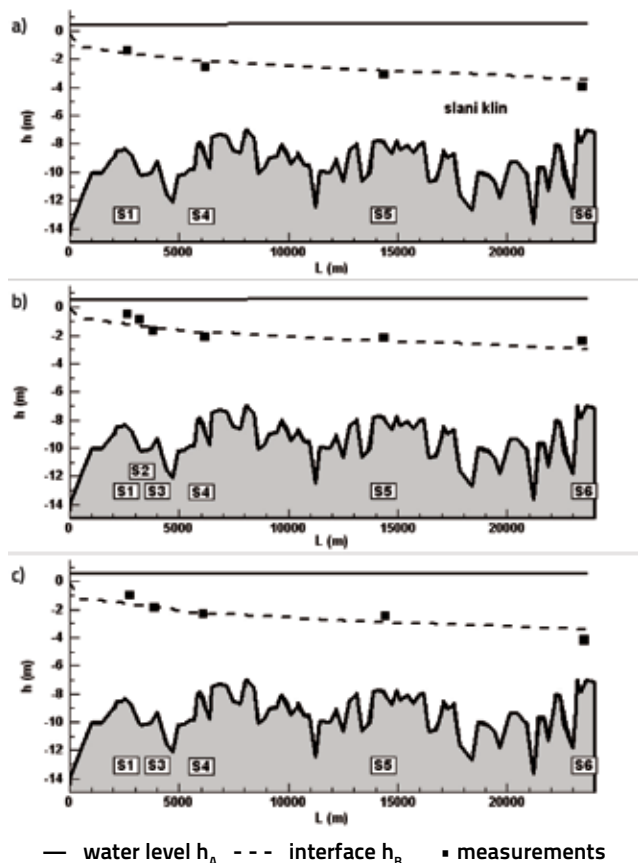 a)
0
-2
-4
-6
-8
-10
-12
-14
h (m)
slani klin
S1 S4 S5 S6
0 5000 10000 15000 20000
L (m)
b)
0
-2
-4
-6
-8
-10
-12
-14
h (m)
S2
S1 S3 S4 S5 S6
0 5000 10000 15000 20000
L (m)
c)
0
-2
-4
-6
-8
-10
-12
-14
h (m)
S1 S3 S4 S5 S6
0 5000 10000 15000 20000
L (m)
water level h_A interface h_B measurements